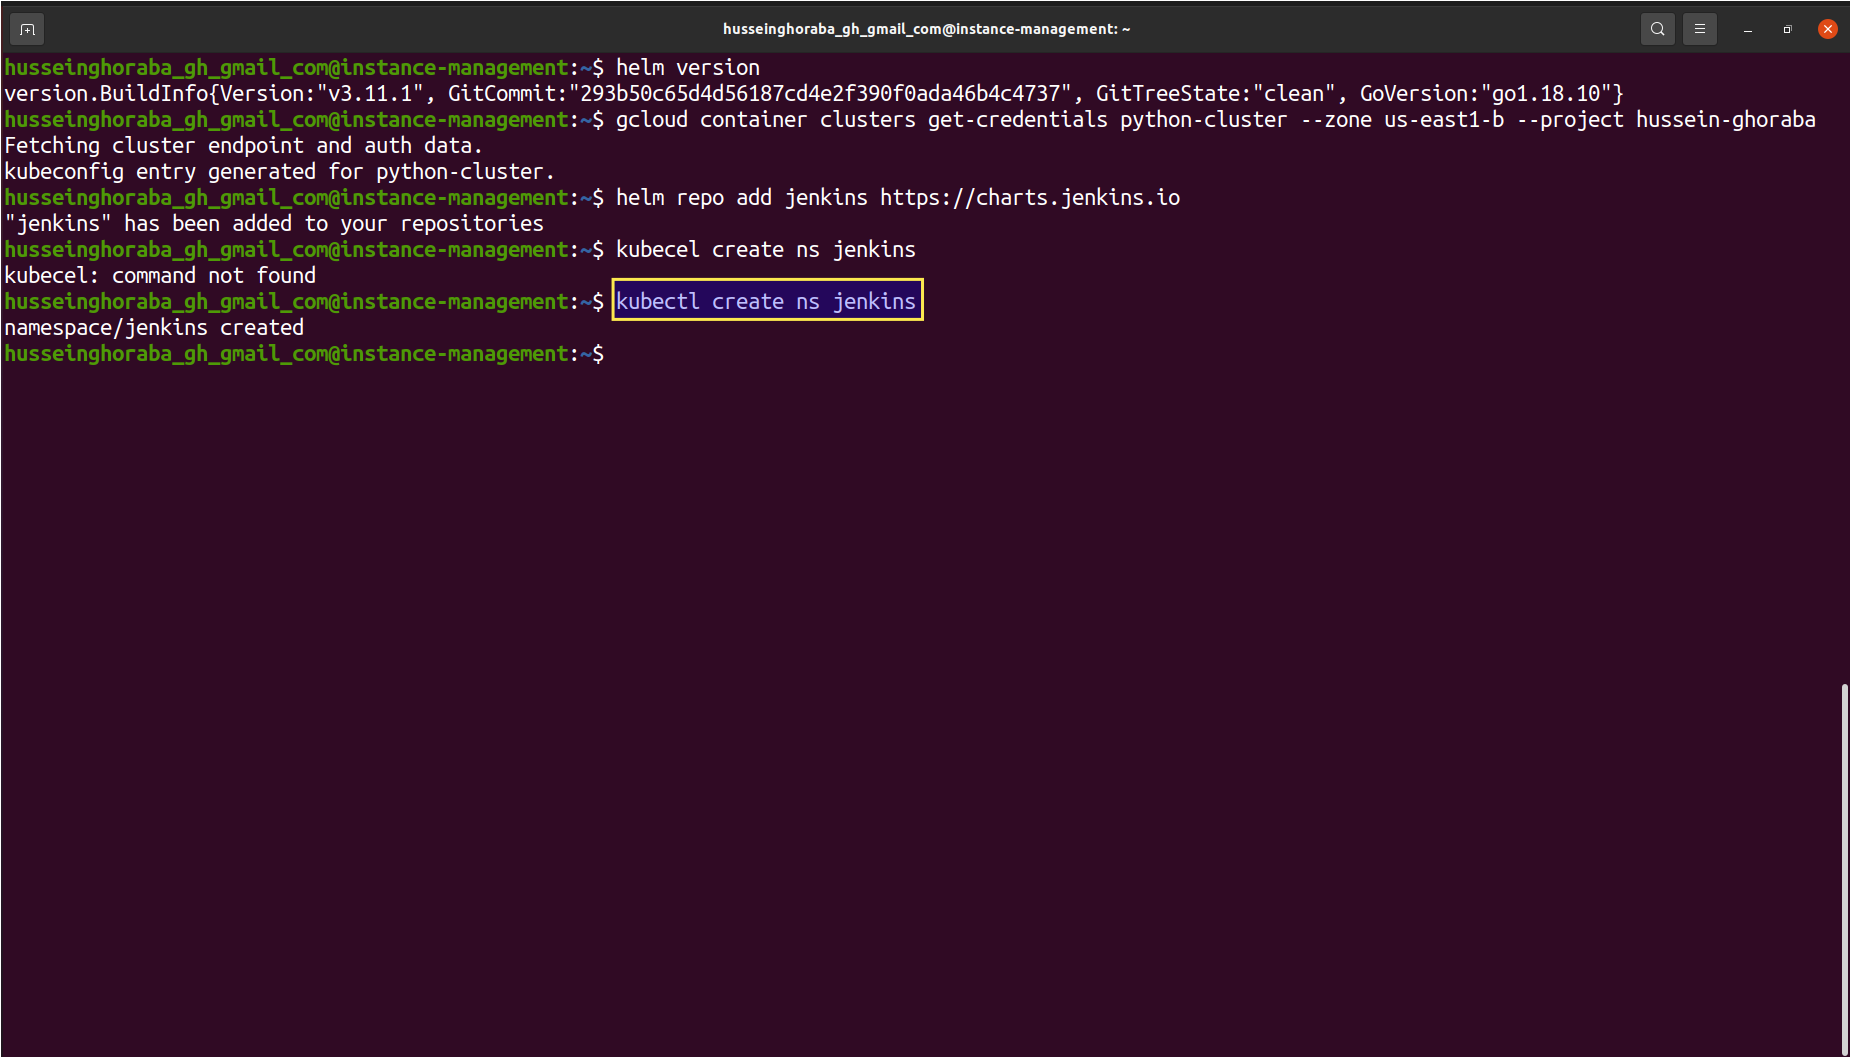 husseinghoraba_gh_gmail_com@instance-management: ~
husseinghoraba_gh_gmail_com@instance-management:~$ helm version
version.BuildInfo{Version:"v3.11.1", GitCommit:"293b50c65d4d56187cd4e2f390f0ada46b4c4737", GitTreeState:"clean", GoVersion:"go1.18.10"}
husseinghoraba_gh_gmail_com@instance-management:~$ gcloud container clusters get-credentials python-cluster --zone us-east1-b --project hussein-ghoraba
Fetching cluster endpoint and auth data.
kubeconfig entry generated for python-cluster.
husseinghoraba_gh_gmail_com@instance-management:~$ helm repo add jenkins https://charts.jenkins.io
"jenkins" has been added to your repositories
husseinghoraba_gh_gmail_com@instance-management:~$ kubecel create ns jenkins
kubecel: command not found
husseinghoraba_gh_gmail_com@instance-management:~$ kubectl create ns jenkins
namespace/jenkins created
husseinghoraba_gh_gmail_com@instance-management:~$